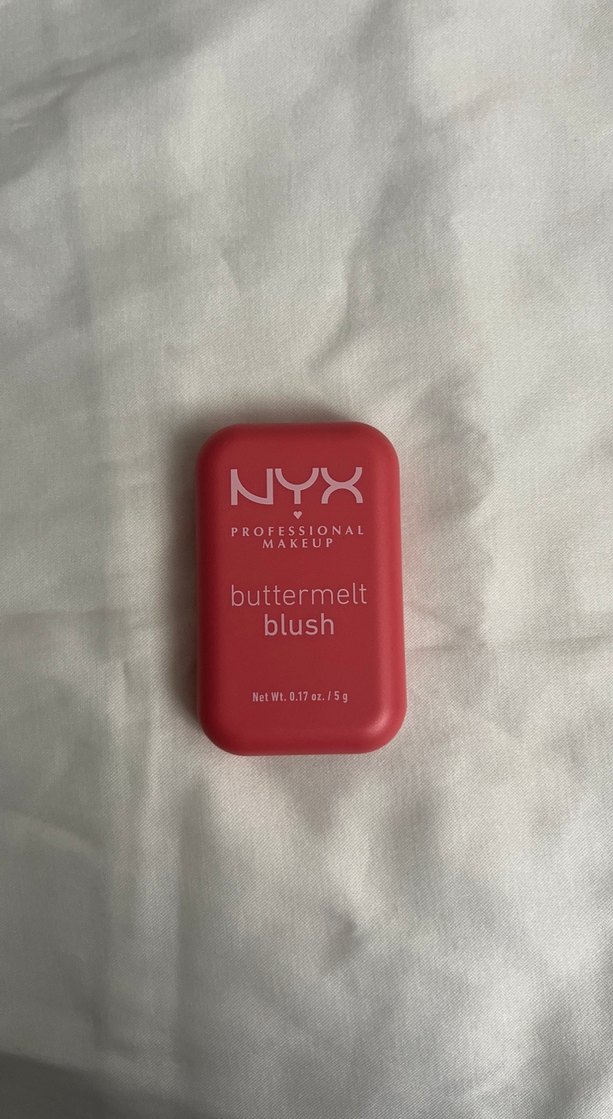 NYX
PROFESSIONAL
MAKEUP
buttermelt
blush
Net Wt. 0.17 oz. / 5 g